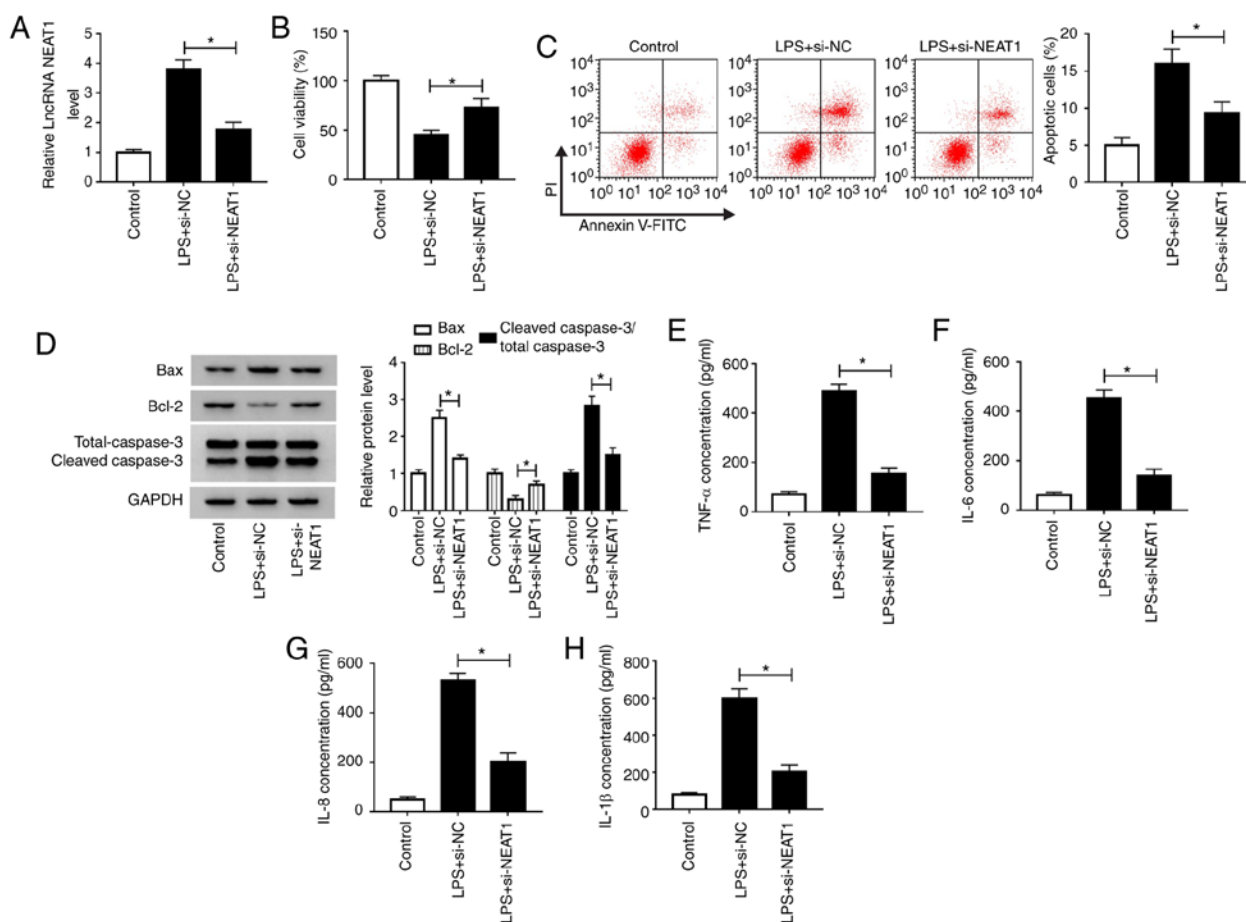 A
Relative LncRNA NEAT1
level
5
4
3
2
1
0
*
Control
LPS+si-NC
LPS+si-NEAT1
B
Cell viability (%)
150
100
50
0
*
Control
LPS+si-NC
LPS+si-NEAT1
C
Control
LPS+si-NC
LPS+si-NEAT1
10⁴
10³
10²
10¹
10⁰
10⁰ 10¹ 10² 10³ 10⁴
10⁴
10³
10²
10¹
10⁰
10⁰ 10¹ 10² 10³ 10⁴
10⁴
10³
10²
10¹
10⁰
10⁰ 10¹ 10² 10³ 10⁴
PI
Annexin V-FITC
Apoptotic cells (%)
20
15
10
5
0
*
Control
LPS+si-NC
LPS+si-NEAT1
D
Bax
Bcl-2
Total-caspase-3
Cleaved caspase-3
GAPDH
Control
LPS+si-NC
LPS+si-
NEAT1
Bax
Bcl-2
Cleaved caspase-3/
total caspase-3
Relative protein level
4
3
2
1
0
*
*
*
Control
LPS+si-NC
LPS+si-NEAT1
Control
LPS+si-NC
LPS+si-NEAT1
Control
LPS+si-NC
LPS+si-NEAT1
E
TNF-α concentration (pg/ml)
600
400
200
0
*
Control
LPS+si-NC
LPS+si-NEAT1
F
IL-6 concentration (pg/ml)
600
400
200
0
*
Control
LPS+si-NC
LPS+si-NEAT1
G
IL-8 concentration (pg/ml)
600
400
200
0
*
Control
LPS+si-NC
LPS+si-NEAT1
H
IL-1β concentration (pg/ml)
800
600
400
200
0
*
Control
LPS+si-NC
LPS+si-NEAT1